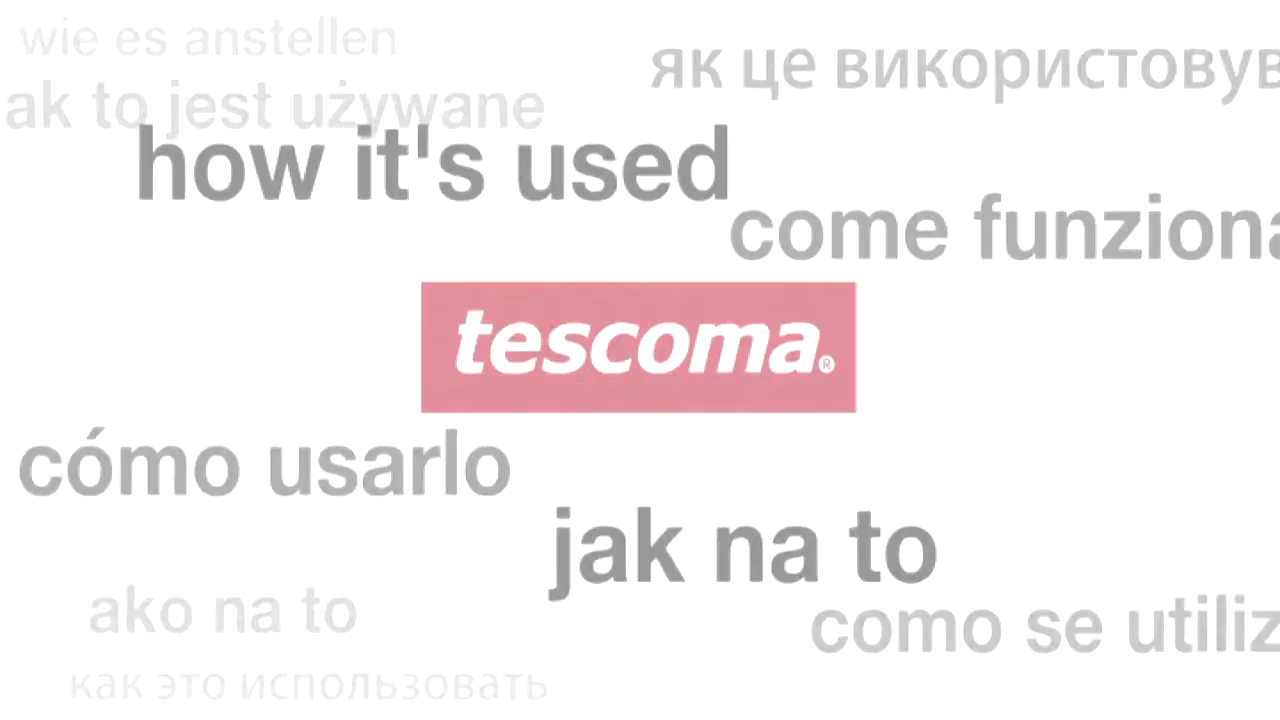 wie es anstellen
як це використовув
ak to jest używane
how it's used
come funziona
tescoma®
cómo usarlo
jak na to
ako na to
como se utiliz
как это использовать